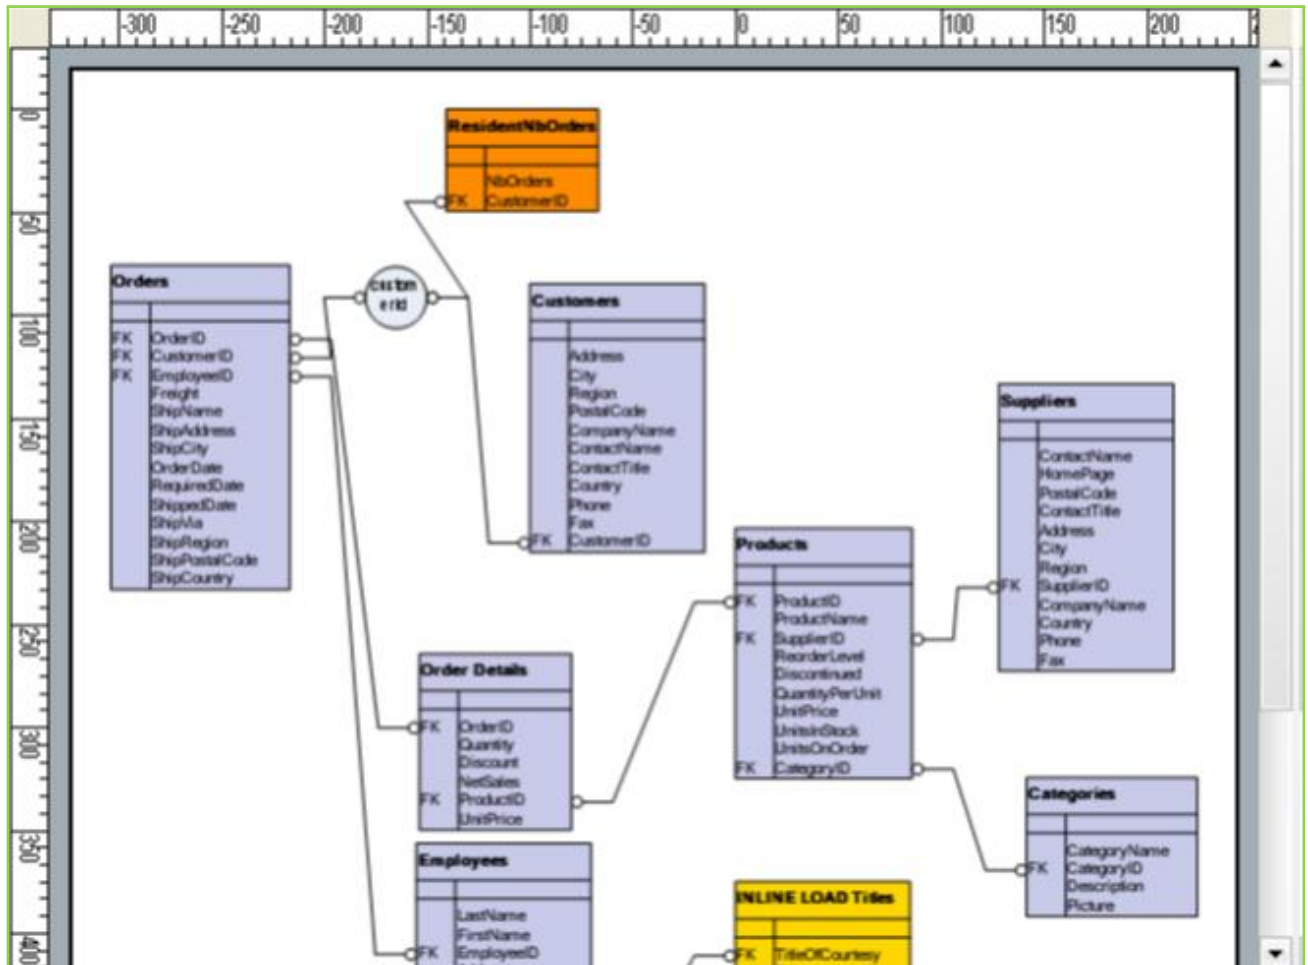 -300 -250 -200 -150 -100 -50 0 50 100 150 200
0
50
100
150
200
250
300
350
400
ResidentNbOrders
NbOrders
FK CustomerID
Orders
FK OrderID
FK CustomerID
FK EmployeeID
Freight
ShipName
ShipAddress
ShipCity
OrderDate
RequiredDate
ShippedDate
ShipVia
ShipRegion
ShipPostalCode
ShipCountry
custom
erid
Customers
Address
City
Region
PostalCode
CompanyName
ContactName
ContactTitle
Country
Phone
Fax
FK CustomerID
Suppliers
ContactName
HomePage
PostalCode
ContactTitle
Address
City
Region
FK SupplierID
CompanyName
Country
Phone
Fax
Products
FK ProductID
ProductName
FK SupplierID
ReorderLevel
Discontinued
QuantityPerUnit
UnitPrice
UnitsInStock
UnitsOnOrder
FK CategoryID
Order Details
FK OrderID
Quantity
Discount
NetSales
FK ProductID
UnitPrice
Categories
CategoryName
FK CategoryID
Description
Picture
Employees
LastName
FirstName
FK EmployeeID
INLINE LOAD Titles
FK TitleOfCourtesy